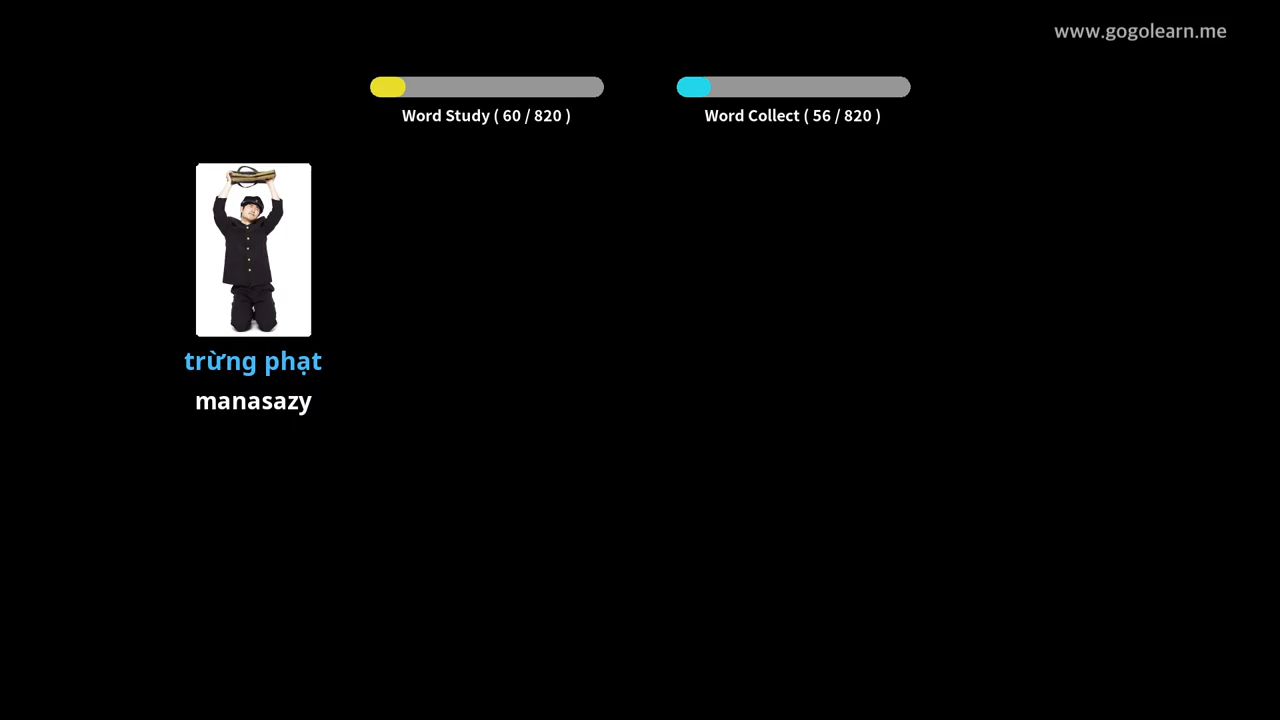 www.gogolearn.me
Word Study ( 60 / 820 )
Word Collect ( 56 / 820 )
trừng phạt
manasazy